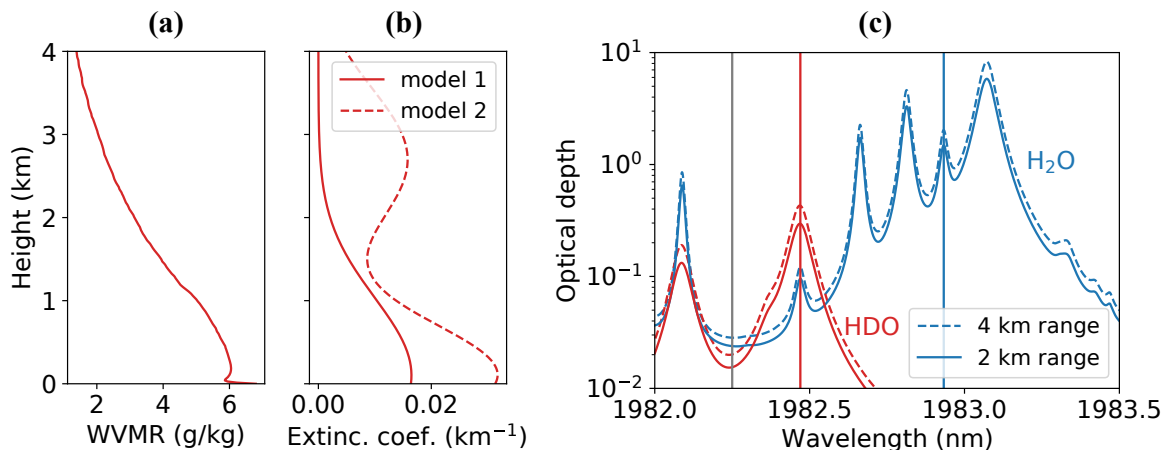 (a)
(b)
(c)
Height (km)
4
3
2
1
0
2 4 6
WVMR (g/kg)
model 1
model 2
0.00 0.02
Extinc. coef. (km⁻¹)
Optical depth
10¹
10⁰
10⁻¹
10⁻²
H₂O
HDO
4 km range
2 km range
1982.0 1982.5 1983.0 1983.5
Wavelength (nm)